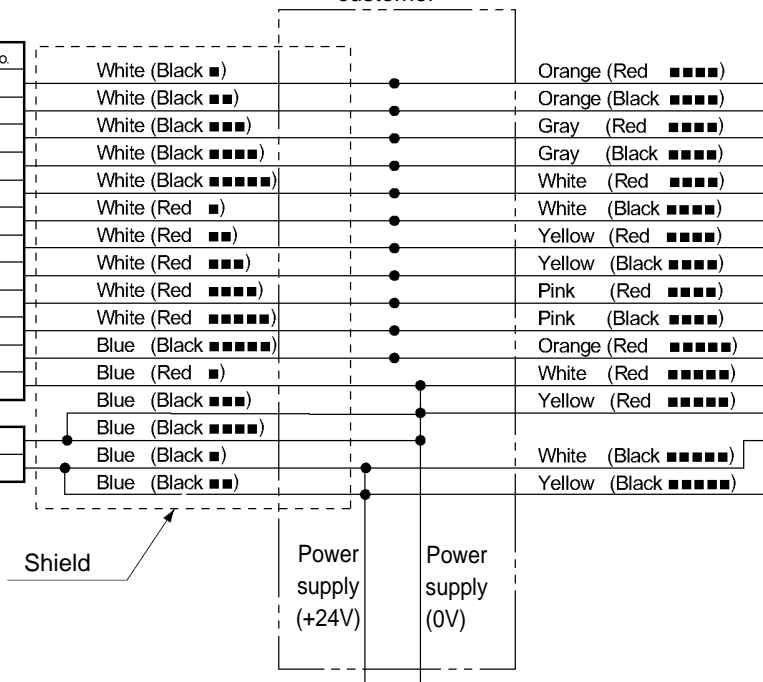 White (Black ■)
White (Black ■■)
White (Black ■■■)
White (Black ■■■■)
White (Black ■■■■■)
White (Red ■)
White (Red ■■)
White (Red ■■■)
White (Red ■■■■)
White (Red ■■■■■)
Blue (Black ■■■■■)
Blue (Red ■)
Blue (Black ■■■)
Blue (Black ■■■■)
Blue (Black ■)
Blue (Black ■■)
Orange (Red ■■■■)
Orange (Black ■■■■)
Gray (Red ■■■■)
Gray (Black ■■■■)
White (Red ■■■■)
White (Black ■■■■)
Yellow (Red ■■■■)
Yellow (Black ■■■■)
Pink (Red ■■■■)
Pink (Black ■■■■)
Orange (Red ■■■■■)
White (Red ■■■■■)
Yellow (Red ■■■■■)
White (Black ■■■■■)
Yellow (Black ■■■■■)
Shield
Power
supply
(+24V)
Power
supply
(0V)